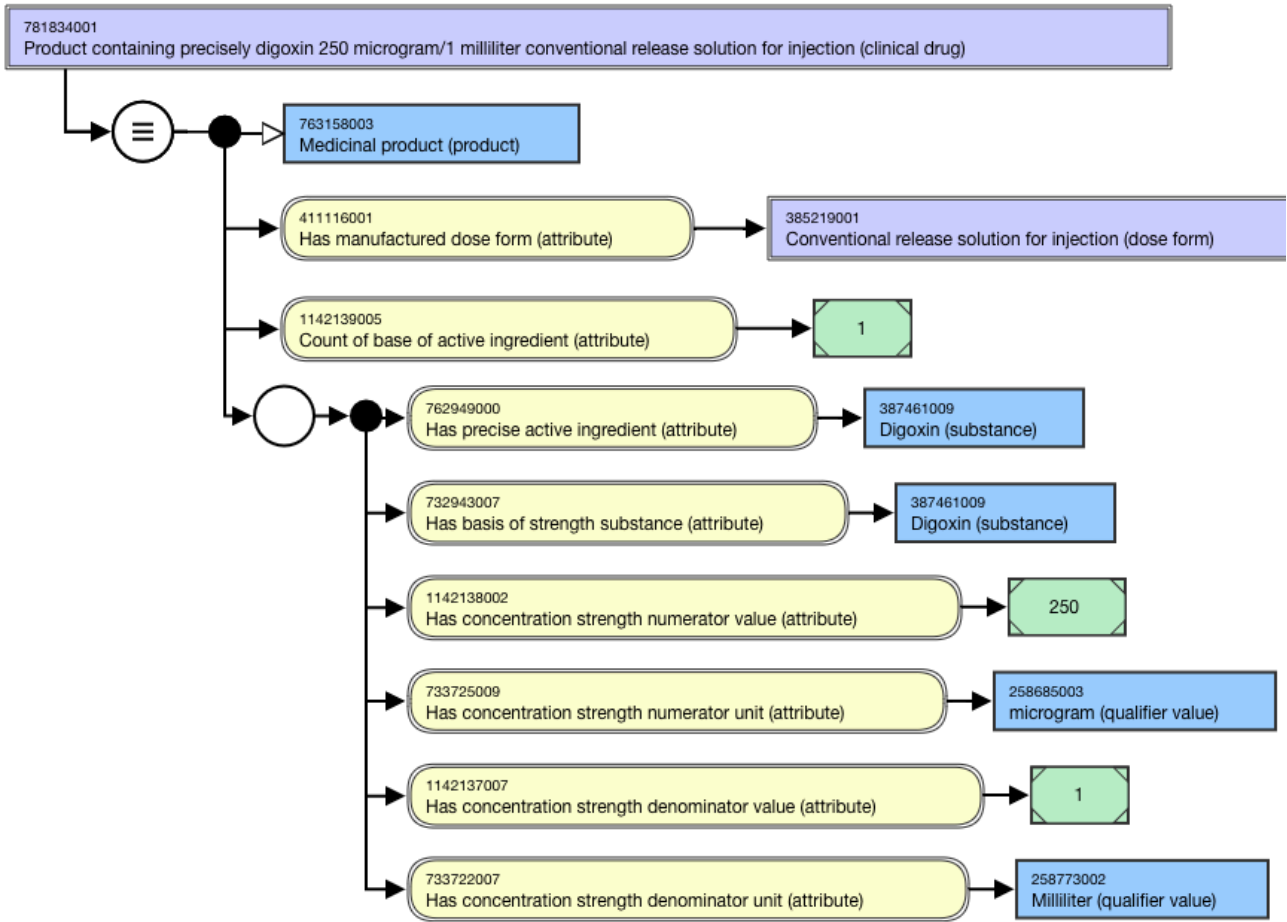 781834001
Product containing precisely digoxin 250 microgram/1 milliliter conventional release solution for injection (clinical drug)
763158003
Medicinal product (product)
411116001
Has manufactured dose form (attribute)
385219001
Conventional release solution for injection (dose form)
1142139005
Count of base of active ingredient (attribute)
1
762949000
Has precise active ingredient (attribute)
387461009
Digoxin (substance)
732943007
Has basis of strength substance (attribute)
387461009
Digoxin (substance)
1142138002
Has concentration strength numerator value (attribute)
250
733725009
Has concentration strength numerator unit (attribute)
258685003
microgram (qualifier value)
1142137007
Has concentration strength denominator value (attribute)
1
733722007
Has concentration strength denominator unit (attribute)
258773002
Milliliter (qualifier value)